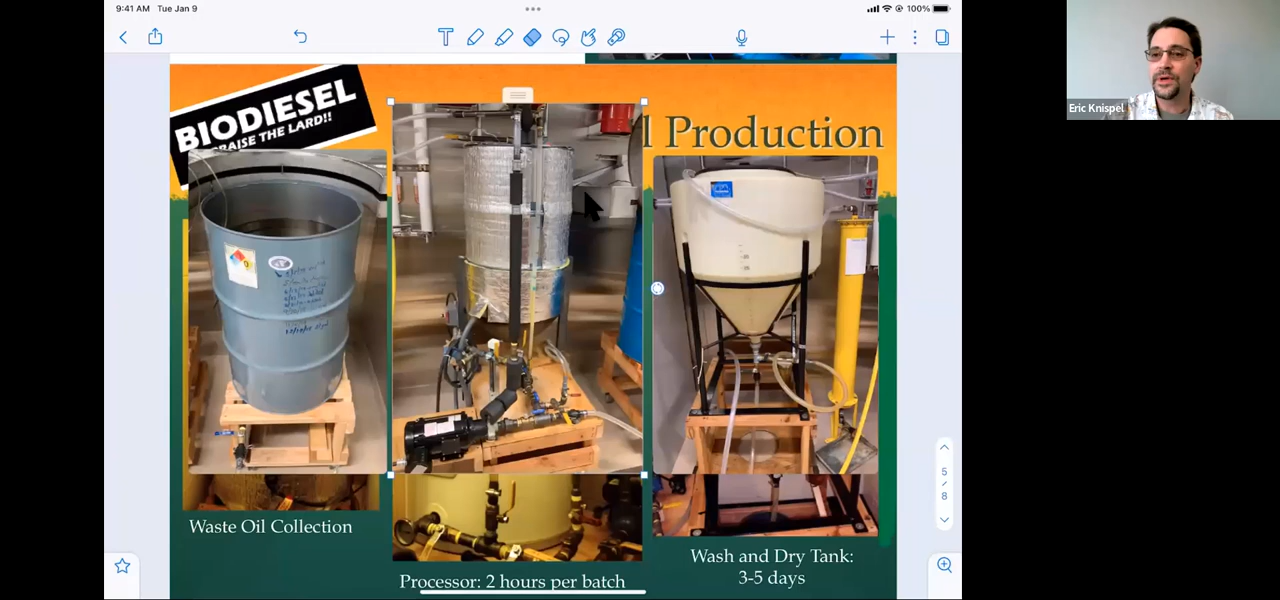 9:41 AM Tue Jan 9
100%
T
BIODIESEL
RAISE THE LARD!!
l Production
Eric Knispel
5
/
8
Waste Oil Collection
Wash and Dry Tank:
3-5 days
Processor: 2 hours per batch